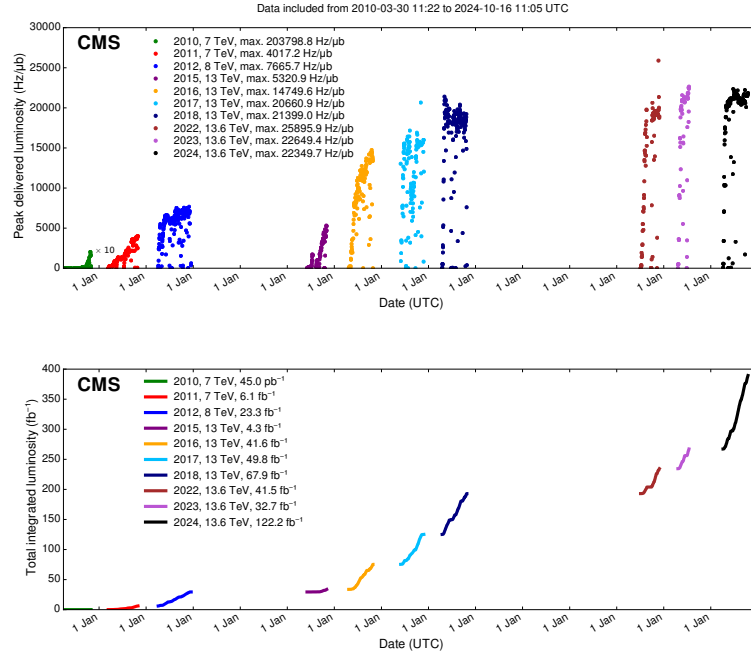 Data included from 2010-03-30 11:22 to 2024-10-16 11:05 UTC
CMS
2010, 7 TeV, max. 203798.8 Hz/μb
2011, 7 TeV, max. 4017.2 Hz/μb
2012, 8 TeV, max. 7665.7 Hz/μb
2015, 13 TeV, max. 5320.9 Hz/μb
2016, 13 TeV, max. 14749.6 Hz/μb
2017, 13 TeV, max. 20660.9 Hz/μb
2018, 13 TeV, max. 21399.0 Hz/μb
2022, 13.6 TeV, max. 25895.9 Hz/μb
2023, 13.6 TeV, max. 22649.4 Hz/μb
2024, 13.6 TeV, max. 22349.7 Hz/μb
Peak delivered luminosity (Hz/μb)
30000
25000
20000
15000
10000
5000
0
× 10
1 Jan
1 Jan
1 Jan
1 Jan
1 Jan
1 Jan
1 Jan
1 Jan
1 Jan
1 Jan
1 Jan
1 Jan
1 Jan
1 Jan
Date (UTC)
CMS
2010, 7 TeV, 45.0 pb⁻¹
2011, 7 TeV, 6.1 fb⁻¹
2012, 8 TeV, 23.3 fb⁻¹
2015, 13 TeV, 4.3 fb⁻¹
2016, 13 TeV, 41.6 fb⁻¹
2017, 13 TeV, 49.8 fb⁻¹
2018, 13 TeV, 67.9 fb⁻¹
2022, 13.6 TeV, 41.5 fb⁻¹
2023, 13.6 TeV, 32.7 fb⁻¹
2024, 13.6 TeV, 122.2 fb⁻¹
Total integrated luminosity (fb⁻¹)
400
350
300
250
200
150
100
50
0
1 Jan
1 Jan
1 Jan
1 Jan
1 Jan
1 Jan
1 Jan
1 Jan
1 Jan
1 Jan
1 Jan
1 Jan
1 Jan
1 Jan
Date (UTC)